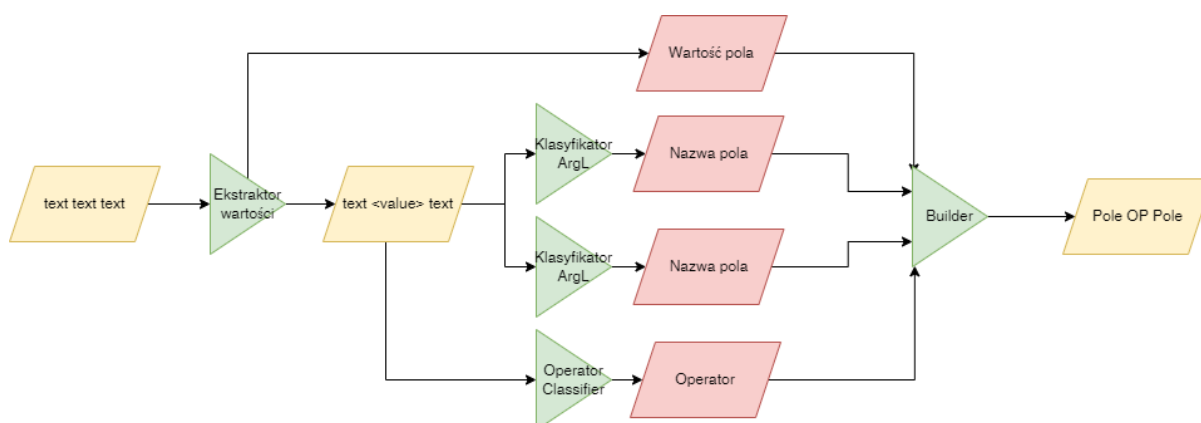 Wartość pola
Klasyfikator
ArgL
Nazwa pola
text text text
Ekstraktor
wartości
text <value> text
Builder
Pole OP Pole
Klasyfikator
ArgL
Nazwa pola
Operator
Classifier
Operator